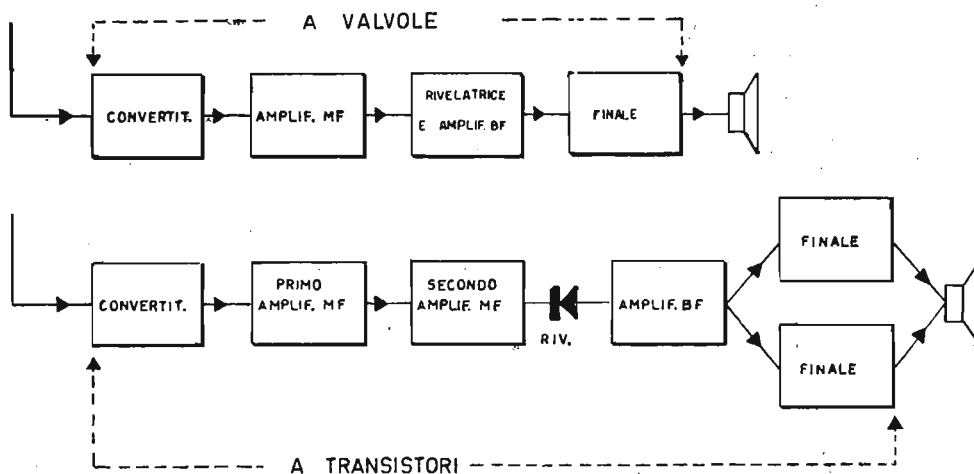 A VALVOLE
CONVERTIT.
AMPLIF. MF
RIVELATRICE
E AMPLIF. BF
FINALE
CONVERTIT.
PRIMO
AMPLIF. MF
SECONDO
AMPLIF. MF
RIV.
AMPLIF. BF
FINALE
FINALE
A TRANSISTORI